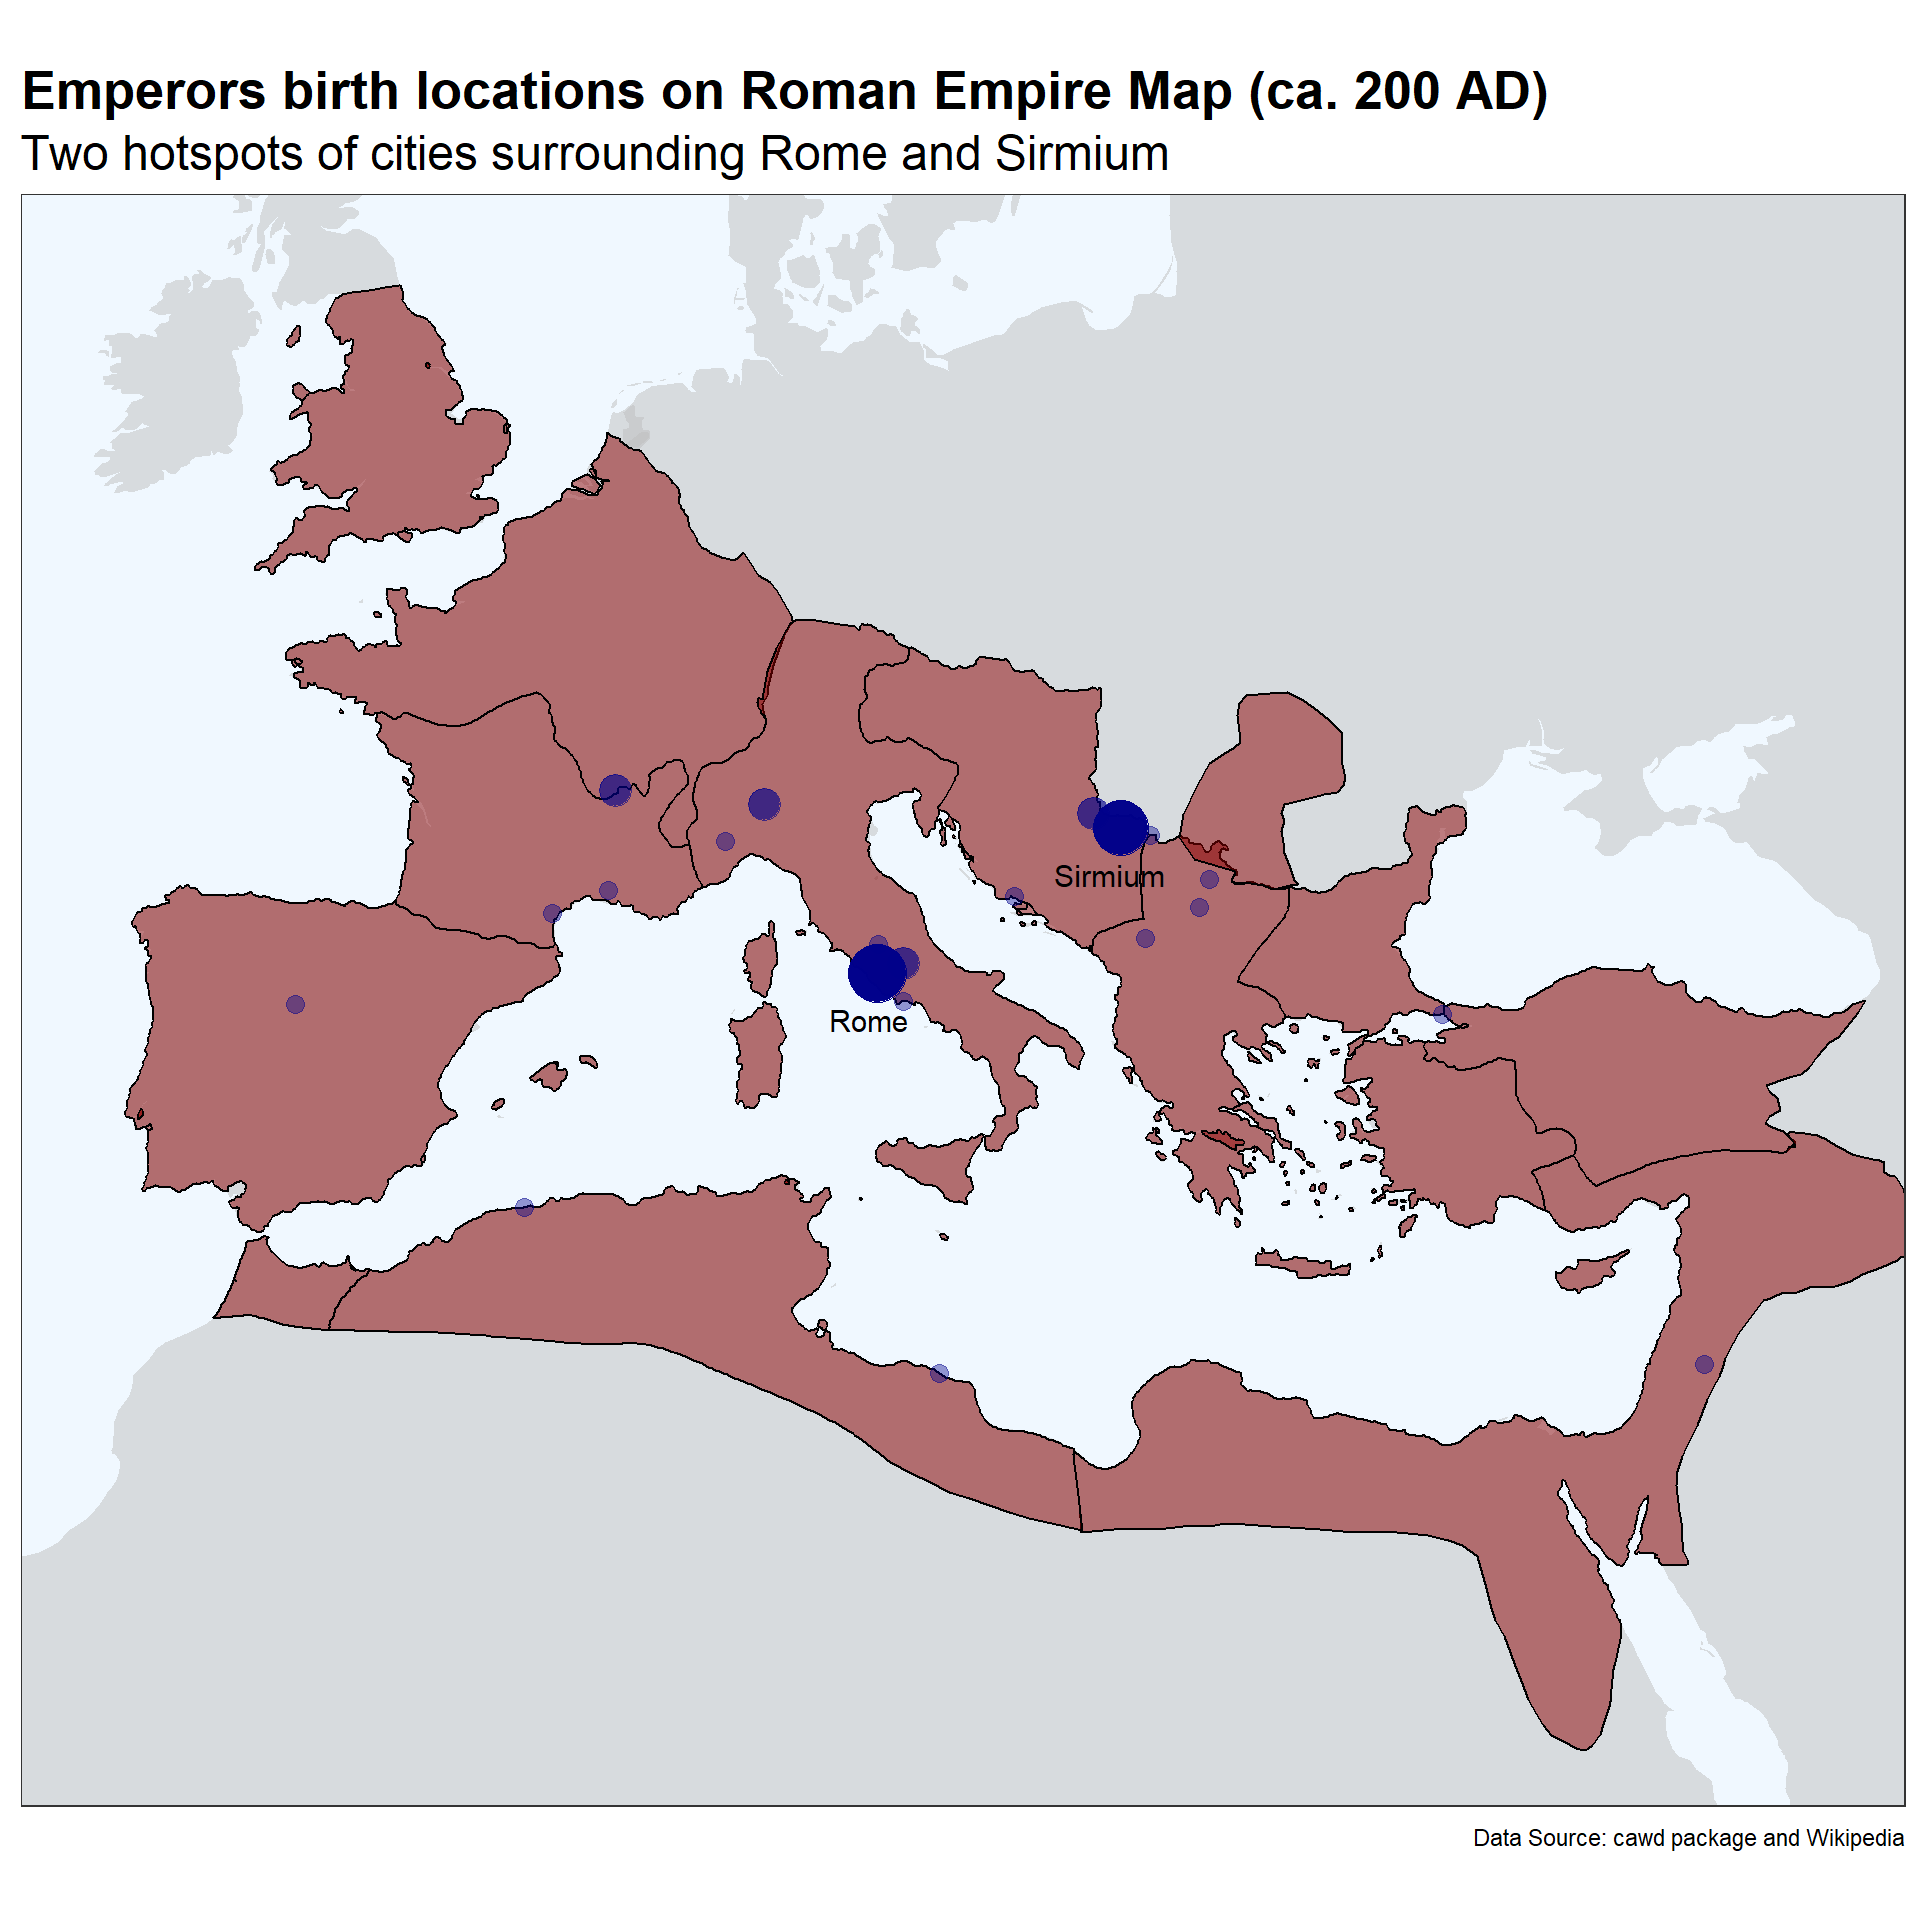 Emperors birth locations on Roman Empire Map (ca. 200 AD)
Two hotspots of cities surrounding Rome and Sirmium
Sirmium
Rome
Data Source: cawd package and Wikipedia